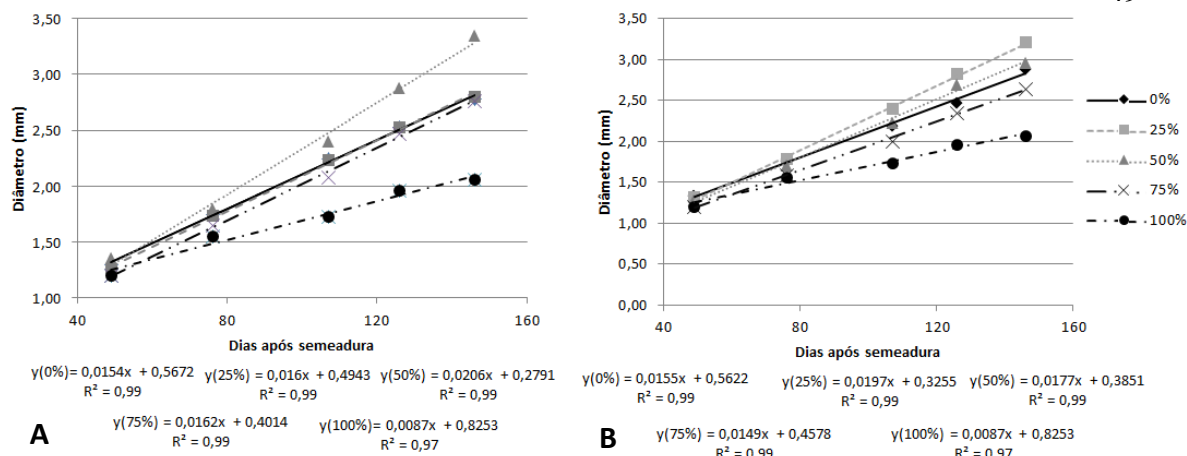 3,50
3,00
2,50
2,00
1,50
1,00
Diâmetro (mm)
40
80
120
160
Dias após semeadura
y(0%)= 0,0154x + 0,5672
R² = 0,99
y(25%) = 0,016x + 0,4943
R² = 0,99
y(50%) = 0,0206x + 0,2791
R² = 0,99
y(75%) = 0,0162x + 0,4014
R² = 0,99
y(100%)= 0,0087x + 0,8253
R² = 0,97
A
3,50
3,00
2,50
2,00
1,50
1,00
0,50
0,00
Diâmetro (mm)
40
80
120
160
Dias após semeadura
0%
25%
50%
75%
100%
y(0%)= 0,0155x + 0,5622
R² = 0,99
y(25%) = 0,0197x + 0,3255
R² = 0,99
y(50%) = 0,0177x + 0,3851
R² = 0,99
y(75%) = 0,0149x + 0,4578
R² = 0,99
y(100%) = 0,0087x + 0,8253
R² = 0,97
B